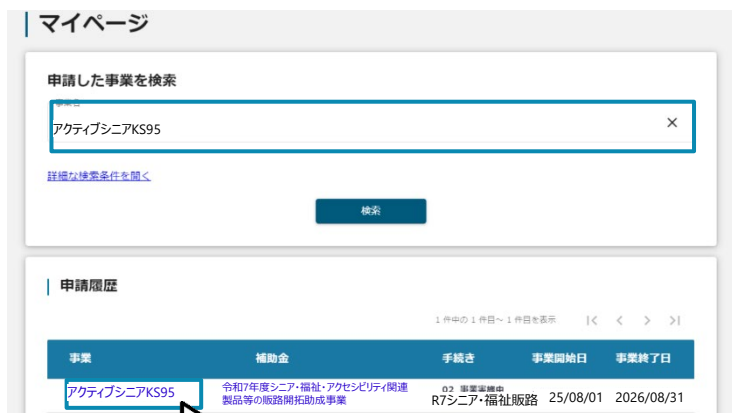 マイページ
申請した事業を検索
アクティブシニアKS95
詳細な検索条件を開く
検索
申請履歴
1 件中の 1 件目～ 1 件目を表示
事業 補助金 手続き 事業開始日 事業終了日
アクティブシニアKS95 令和7年度シニア・福祉・アクセシビリティ関連
製品等の販路開拓助成事業
R7シニア・福祉販路 25/08/01 2026/08/31